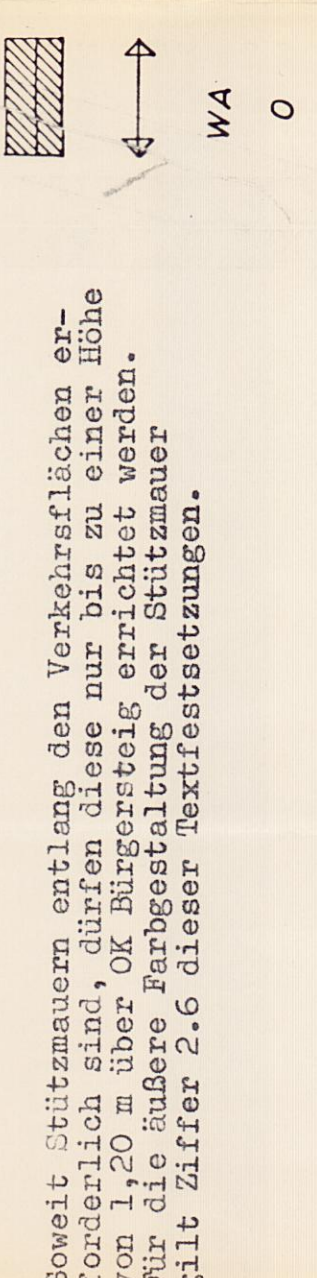 Soweit Stützmauern entlang den Verkehrsflächen er-
forderlich sind, dürfen diese nur bis zu einer Höhe
von 1,20 m über OK Bürgersteig errichtet werden.
Für die äußere Farbgestaltung der Stützmauer
gilt Ziffer 2.6 dieser Textfestsetzungen.
WA
O